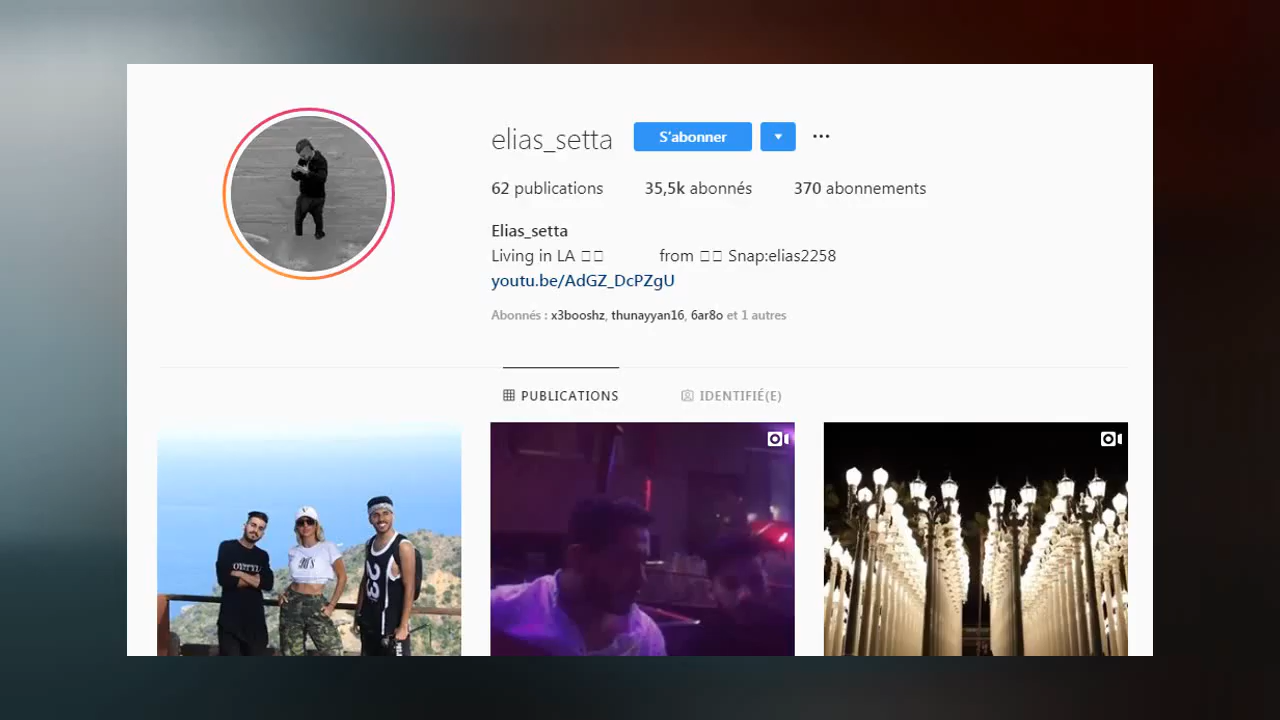 elias_setta S'abonner
62 publications 35,5k abonnés 370 abonnements
Elias_setta
Living in LA from Snap:elias2258
youtu.be/AdGZ_DcPZgU
Abonnés : x3booshz, thunayyan16, 6ar8o et 1 autres
PUBLICATIONS IDENTIFIÉ(E)
23